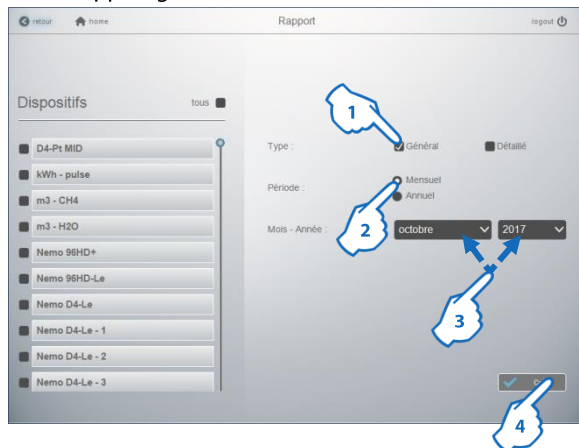 retour home Rapport logout
Dispositifs tous
D4-Pt MID
kWh - pulse
m3 - CH4
m3 - H2O
Nemo 96HD+
Nemo 96HD-Le
Nemo D4-Le
Nemo D4-Le - 1
Nemo D4-Le - 2
Nemo D4-Le - 3
1
Type : Général Détaillé
Période : Mensuel
Annuel
2
Mois - Année : octobre 2017
3
4